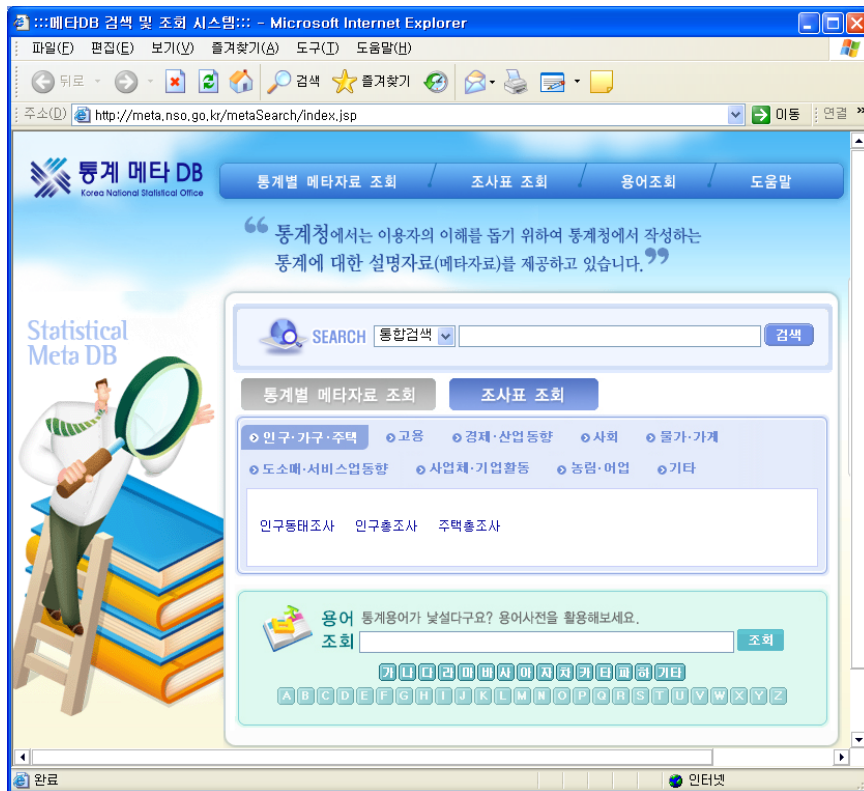 :::메타DB 검색 및 조회 시스템::: - Microsoft Internet Explorer
파일(F) 편집(E) 보기(V) 즐겨찾기(A) 도구(T) 도움말(H)
뒤로 검색 즐겨찾기
주소(D) http://meta.nso.go.kr/metaSearch/index.jsp 이동 연결 »
통계 메타 DB
Korea National Statistical Office
통계별 메타자료 조회 / 조사표 조회 / 용어조회 / 도움말
“ 통계청에서는 이용자의 이해를 돕기 위하여 통계청에서 작성하는
통계에 대한 설명자료(메타자료)를 제공하고 있습니다. ”
Statistical
Meta DB
SEARCH 통합검색 검색
통계별 메타자료 조회 조사표 조회
인구·가구·주택 고용 경제·산업동향 사회 물가·가계
도소매·서비스업동향 사업체·기업활동 농림·어업 기타
인구동태조사 인구총조사 주택총조사
용어 통계용어가 낯설다구요? 용어사전을 활용해보세요.
조회 조회
가 나 다 라 마 바 사 아 자 차 카 타 파 하 기타
A B C D E F G H I J K L M N O P Q R S T U V W X Y Z
완료 인터넷